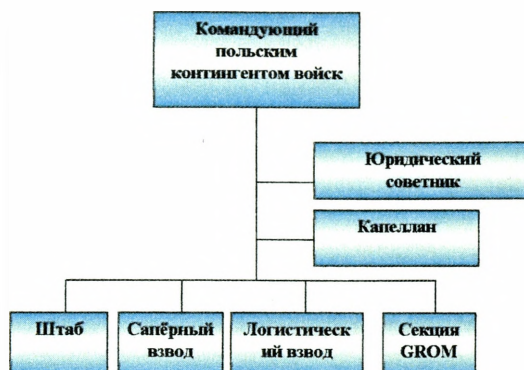 Командующий
польским
контингентом войск
Юридический
советник
Капеллан
Штаб
Сапёрный
взвод
Логистическ
ий взвод
Секция
GROM